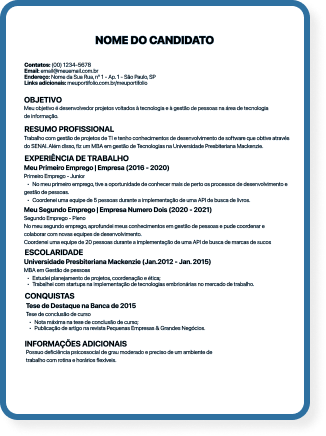 NOME DO CANDIDATO
Contatos: (00) 1234-5678
Email: email@meuemail.com.br
Endereço: Nome da Sua Rua, nº 1 - Ap. 1 - São Paulo, SP
Links adicionais: meuportifolio.com.br/meuportifolio
OBJETIVO
Meu objetivo é desenvolvedor projetos voltados à tecnologia e à gestão de pessoas na área de tecnologia
de informação.
RESUMO PROFISSIONAL
Trabalho com gestão de projetos de TI e tenho conhecimentos de desenvolvimento de software que obtive através
do SENAI. Além disso, fiz um MBA em gestão de Tecnologias na Universidade Presbiteriana Mackenzie.
EXPERIÊNCIA DE TRABALHO
Meu Primeiro Emprego | Empresa (2016 - 2020)
Primeiro Emprego - Junior
• No meu primeiro emprego, tive a oportunidade de conhecer mais de perto os processos de desenvolvimento e
gestão de pessoas.
• Coordenei uma equipe de 5 pessoas durante a implementação de uma API de busca de livros.
Meu Segundo Emprego | Empresa Numero Dois (2020 - 2021)
Segundo Emprego - Pleno
No meu segundo emprego, aprofundei meus conhecimentos em gestão de pessoas e pude coordenar e
colaborar com novas equipes de desenvolvimento.
Coordenei uma equipe de 20 pessoas durante a implementação de uma API de busca de marcas de sucos
ESCOLARIDADE
Universidade Presbiteriana Mackenzie (Jan.2012 - Jan. 2015)
MBA em Gestão de pessoas
• Estudei planejamento de projetos, coordenação e ética;
• Trabalhei com startups na implementação de tecnologias embrionárias no mercado de trabalho.
CONQUISTAS
Tese de Destaque na Banca de 2015
Tese de conclusão de curso
• Nota máxima na tese de conclusão de curso;
• Publicação de artigo na revista Pequenas Empresas & Grandes Negócios.
INFORMAÇÕES ADICIONAIS
Possuo deficiência psicossocial de grau moderado e preciso de um ambiente de
trabalho com rotina e horários flexíveis.